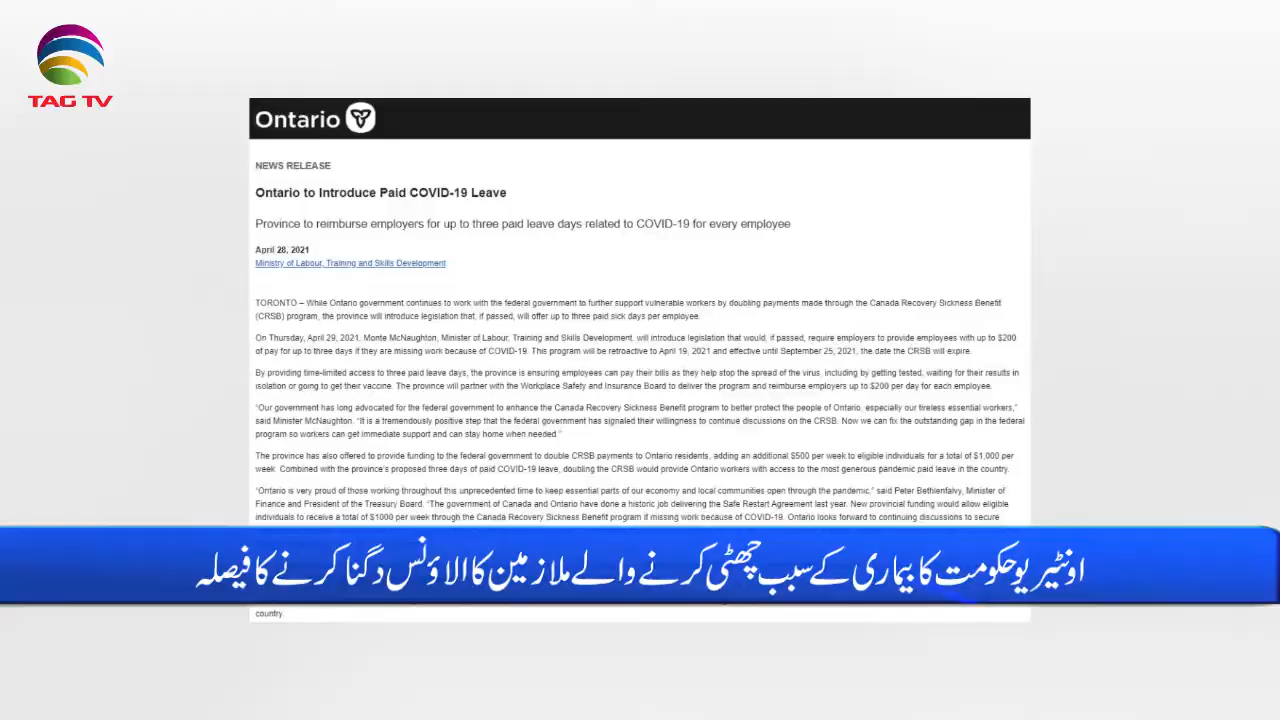 TAG TV
Ontario
NEWS RELEASE
Ontario to Introduce Paid COVID-19 Leave
Province to reimburse employers for up to three paid leave days related to COVID-19 for every employee
April 28, 2021
Ministry of Labour, Training and Skills Development
TORONTO – While Ontario government continues to work with the federal government to further support vulnerable workers by doubling payments made through the Canada Recovery Sickness Benefit
(CRSB) program, the province will introduce legislation that, if passed, will offer up to three paid sick days per employee.
On Thursday, April 29, 2021, Monte McNaughton, Minister of Labour, Training and Skills Development, will introduce legislation that would, if passed, require employers to provide employees with up to $200
of pay for up to three days if they are missing work because of COVID-19. This program will be retroactive to April 19, 2021 and effective until September 25, 2021, the date the CRSB will expire.
By providing time-limited access to three paid leave days, the province is ensuring employees can pay their bills as they help stop the spread of the virus, including by getting tested, waiting for their results in
isolation or going to get their vaccine. The province will partner with the Workplace Safety and Insurance Board to deliver the program and reimburse employers up to $200 per day for each employee.
"Our government has long advocated for the federal government to enhance the Canada Recovery Sickness Benefit program to better protect the people of Ontario, especially our tireless essential workers,"
said Minister McNaughton. "It is a tremendously positive step that the federal government has signaled their willingness to continue discussions on the CRSB. Now we can fix the outstanding gap in the federal
program so workers can get immediate support and can stay home when needed."
The province has also offered to provide funding to the federal government to double CRSB payments to Ontario residents, adding an additional $500 per week to eligible individuals for a total of $1,000 per
week. Combined with the province's proposed three days of paid COVID-19 leave, doubling the CRSB would provide Ontario workers with access to the most generous pandemic paid leave in the country.
"Ontario is very proud of those working throughout this unprecedented time to keep essential parts of our economy and local communities open through the pandemic," said Peter Bethlenfalvy, Minister of
Finance and President of the Treasury Board. "The government of Canada and Ontario have done a historic job delivering the Safe Restart Agreement last year. New provincial funding would allow eligible
individuals to receive a total of $1000 per week through the Canada Recovery Sickness Benefit program if missing work because of COVID-19. Ontario looks forward to continuing discussions to secure
اونٹیریو حکومت کا بیماری کے سبب چھٹی کرنے والے ملازمین کا الاؤنس دگنا کرنے کا فیصلہ
country.